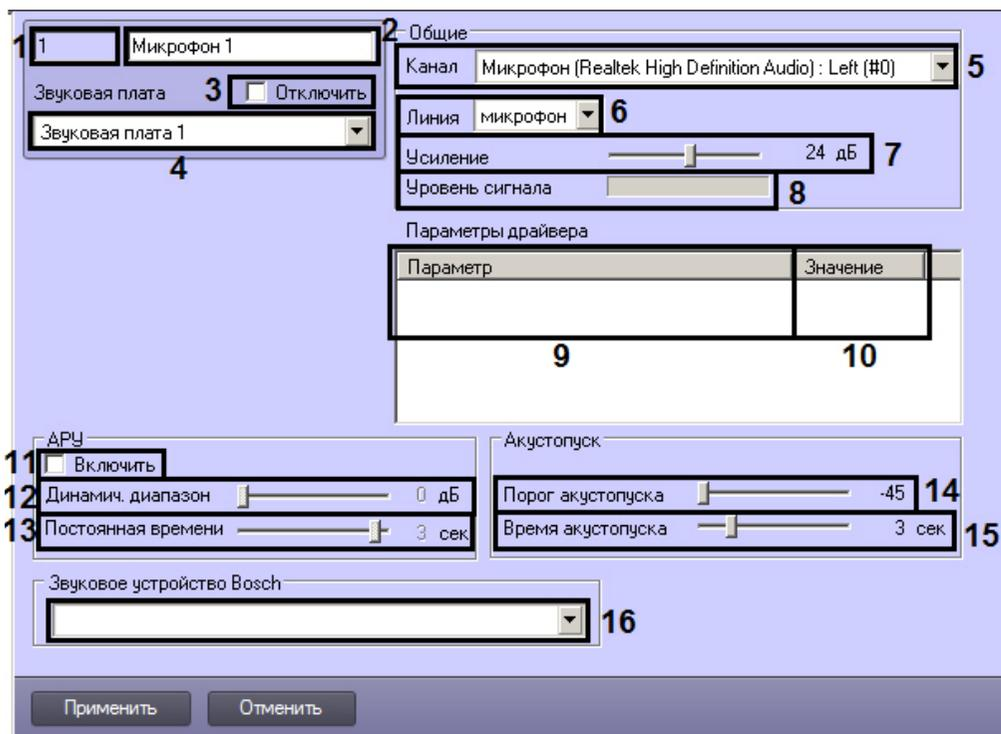 1 1 Микрофон 1 2
Звуковая плата 3 Отключить
Звуковая плата 1
4
Общие
Канал Микрофон (Realtek High Definition Audio) : Left (#0) 5
Линия микрофон 6
Усиление 24 дБ 7
Уровень сигнала 8
Параметры драйвера
Параметр Значение
9 10
АРУ
11 Включить
12 Динамич. диапазон 0 дБ
13 Постоянная времени 3 сек
Акустопуск
Порог акустопуска -45 14
Время акустопуска 3 сек 15
Звуковое устройство Bosch
16
Применить Отменить